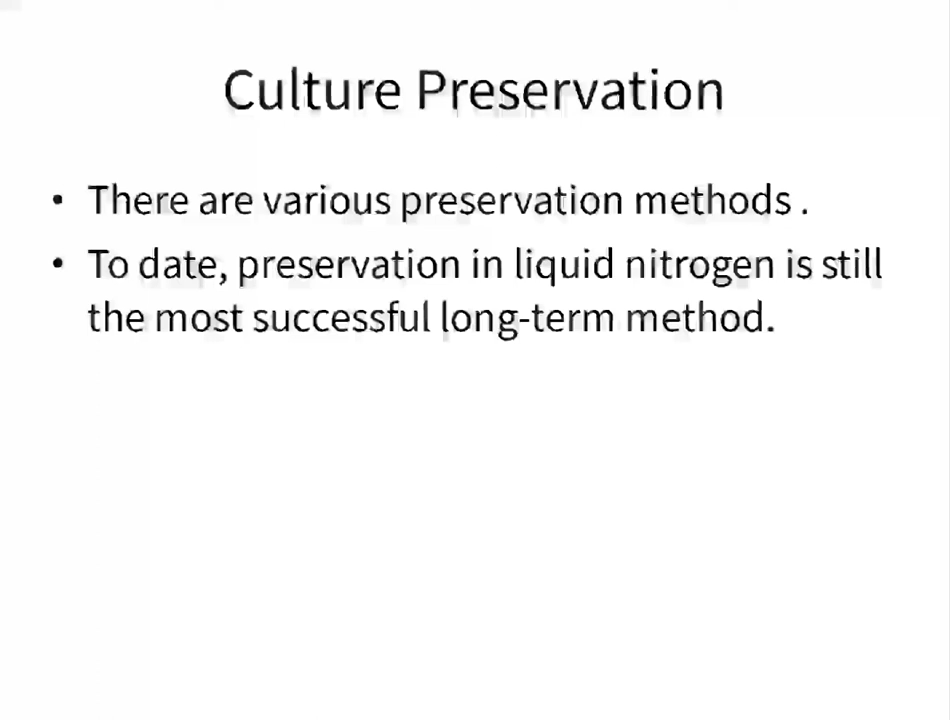 Culture Preservation
• There are various preservation methods .
• To date, preservation in liquid nitrogen is still
the most successful long-term method.